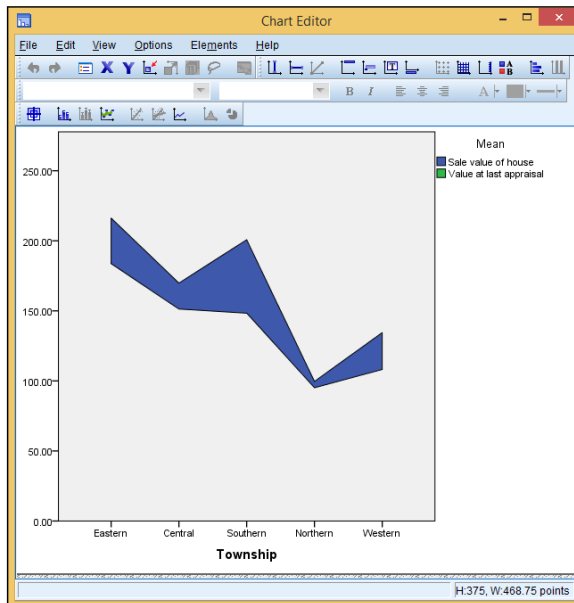 Chart Editor
File Edit View Options Elements Help
X Y T A B
B I A
Mean
Sale value of house
Value at last appraisal
250.00
200.00
150.00
100.00
50.00
0.00
Eastern Central Southern Northern Western
Township
H:375, W:468.75 points